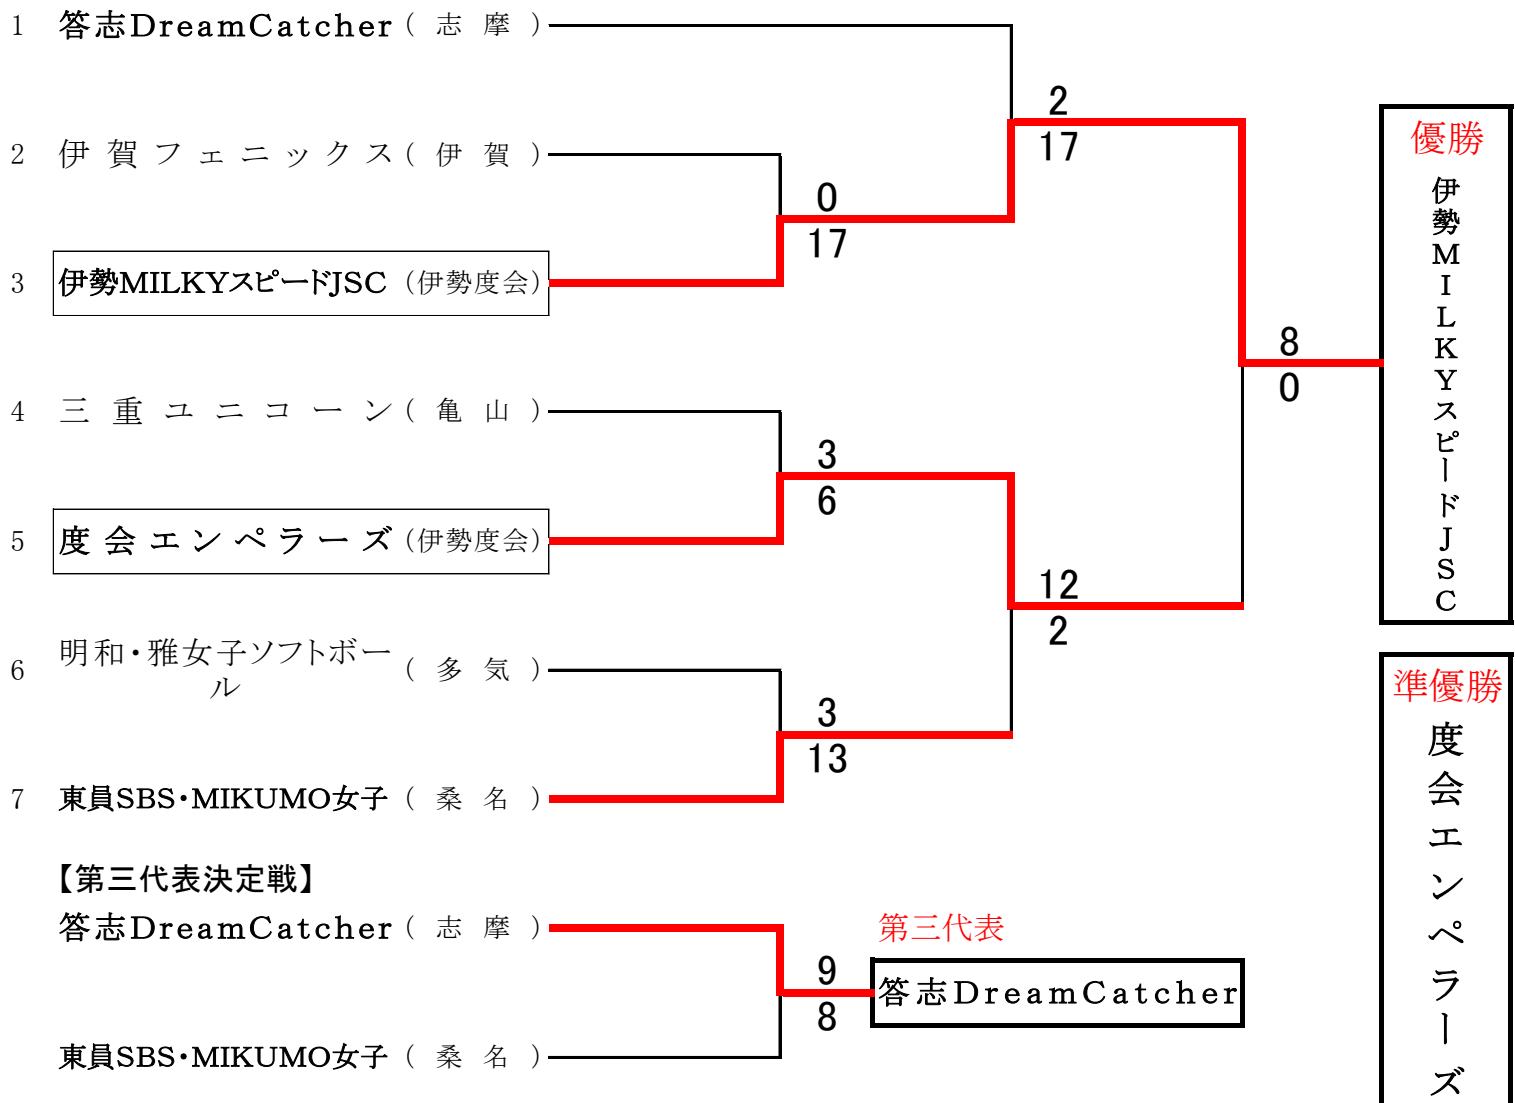 1 答志DreamCatcher ( 志 摩 )
2
17
2 伊賀フェニックス ( 伊 賀 )
0
17
3 伊勢MILKYスピードJSC (伊勢度会)
8
0
4 三重ユニコーン ( 亀 山 )
3
6
5 度会エンペラーズ (伊勢度会)
12
2
6 明和・雅女子ソフトボー
ル
( 多 気 )
3
13
7 東員SBS・MIKUMO女子 ( 桑 名 )
優勝
伊勢MILKYスピードJSC
準優勝
度会エンペラーズ
【第三代表決定戦】
答志DreamCatcher ( 志 摩 )
9
8
東員SBS・MIKUMO女子 ( 桑 名 )
第三代表
答志DreamCatcher